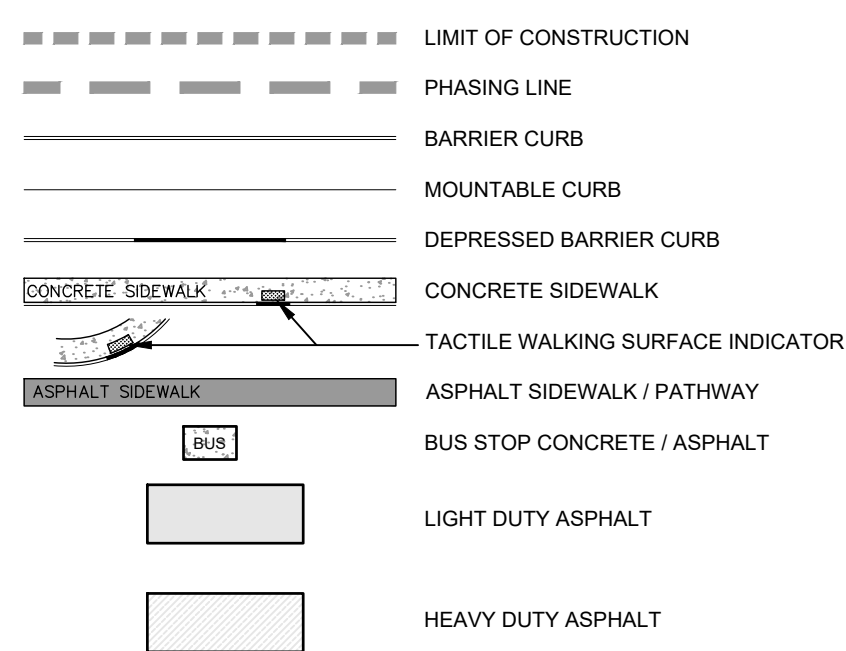 LIMIT OF CONSTRUCTION
PHASING LINE
BARRIER CURB
MOUNTABLE CURB
DEPRESSED BARRIER CURB
CONCRETE SIDEWALK CONCRETE SIDEWALK
TACTILE WALKING SURFACE INDICATOR
ASPHALT SIDEWALK ASPHALT SIDEWALK / PATHWAY
BUS BUS STOP CONCRETE / ASPHALT
LIGHT DUTY ASPHALT
HEAVY DUTY ASPHALT